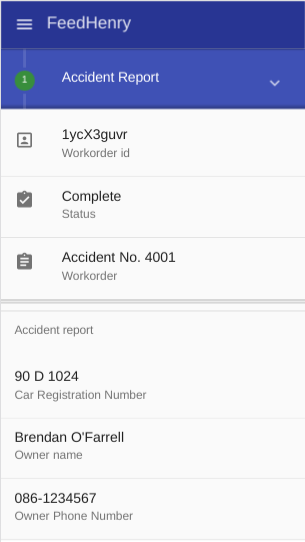 FeedHenry
1
Accident Report
1ycX3guvr
Workorder id
Complete
Status
Accident No. 4001
Workorder
Accident report
90 D 1024
Car Registration Number
Brendan O'Farrell
Owner name
086-1234567
Owner Phone Number